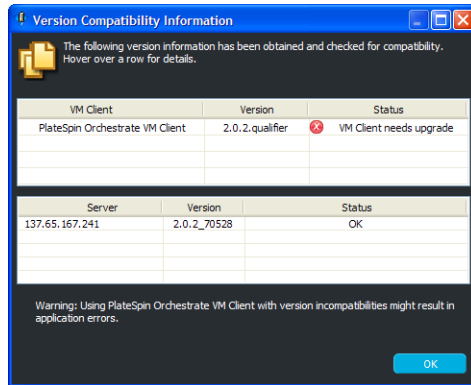 Version Compatibility Information
The following version information has been obtained and checked for compatibility.
Hover over a row for details.
VM Client Version Status
PlateSpin Orchestrate VM Client 2.0.2.qualifier VM Client needs upgrade
Server Version Status
137.65.167.241 2.0.2_70528 OK
Warning: Using PlateSpin Orchestrate VM Client with version incompatibilities might result in
application errors.
OK